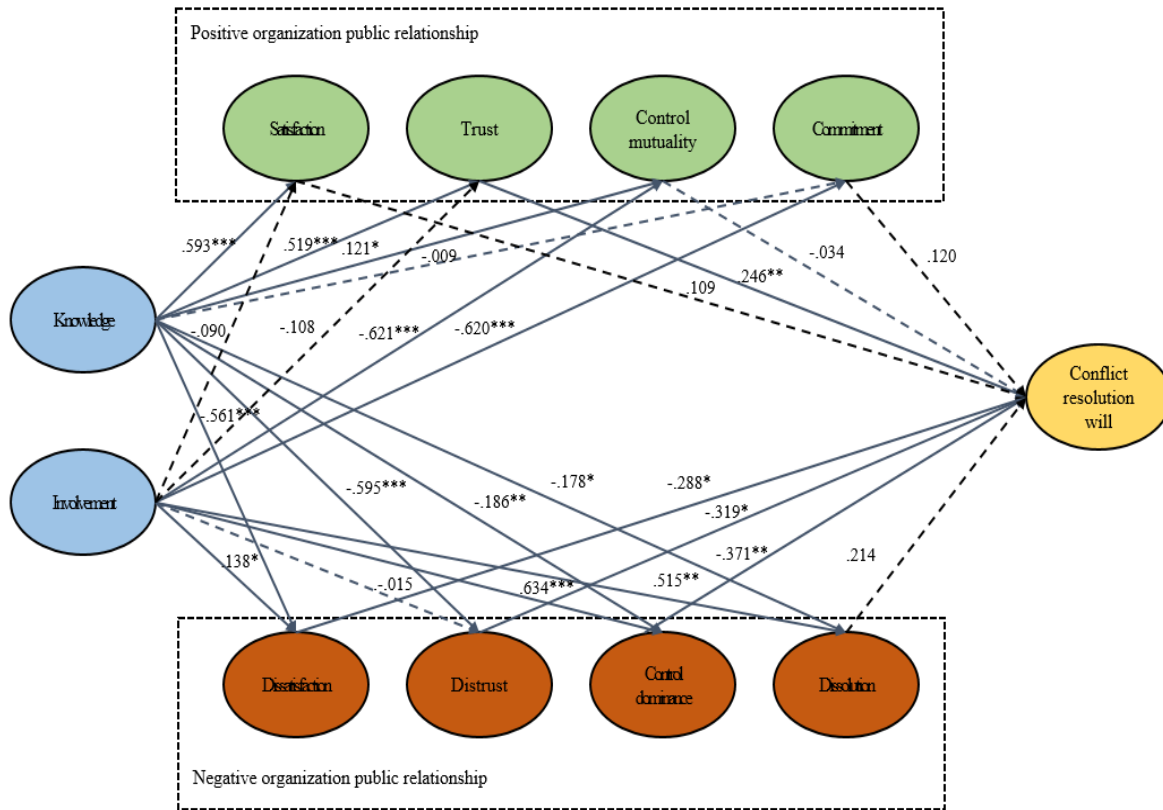 Positive organization public relationship
Satisfaction
Trust
Control
mutuality
Commitment
.593***
.519***
.121*
-.009
-.034
.120
.109
.246**
Knowledge
-.090
-.108
-.621***
-.620***
Conflict
resolution
will
-.561***
-.595***
-.186**
-.178*
-.288*
-.319*
-.371**
.214
Involvement
.138*
-.015
.634***
.515**
Dissatisfaction
Distrust
Control
dominance
Dissolution
Negative organization public relationship